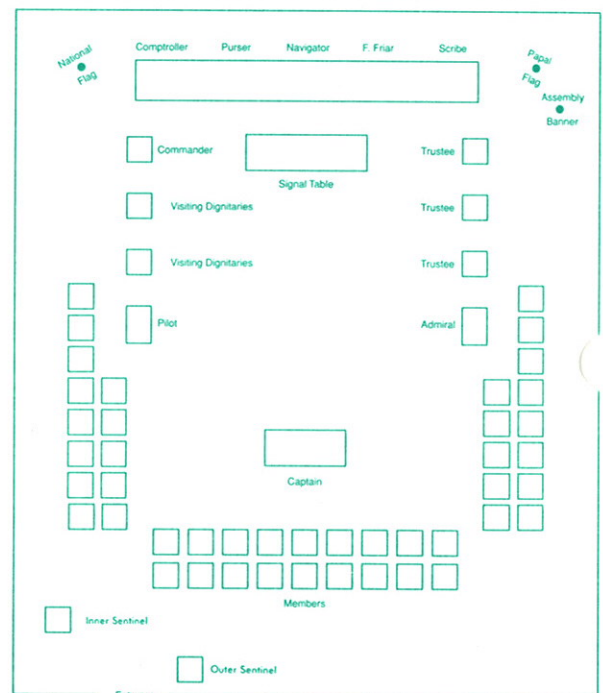 National
Flag
Comptroller Purser Navigator F. Friar Scribe
Papal
Flag
Assembly
Banner
Commander
Signal Table
Trustee
Visiting Dignitaries
Trustee
Visiting Dignitaries
Trustee
Pilot
Admiral
Captain
Members
Inner Sentinel
Outer Sentinel